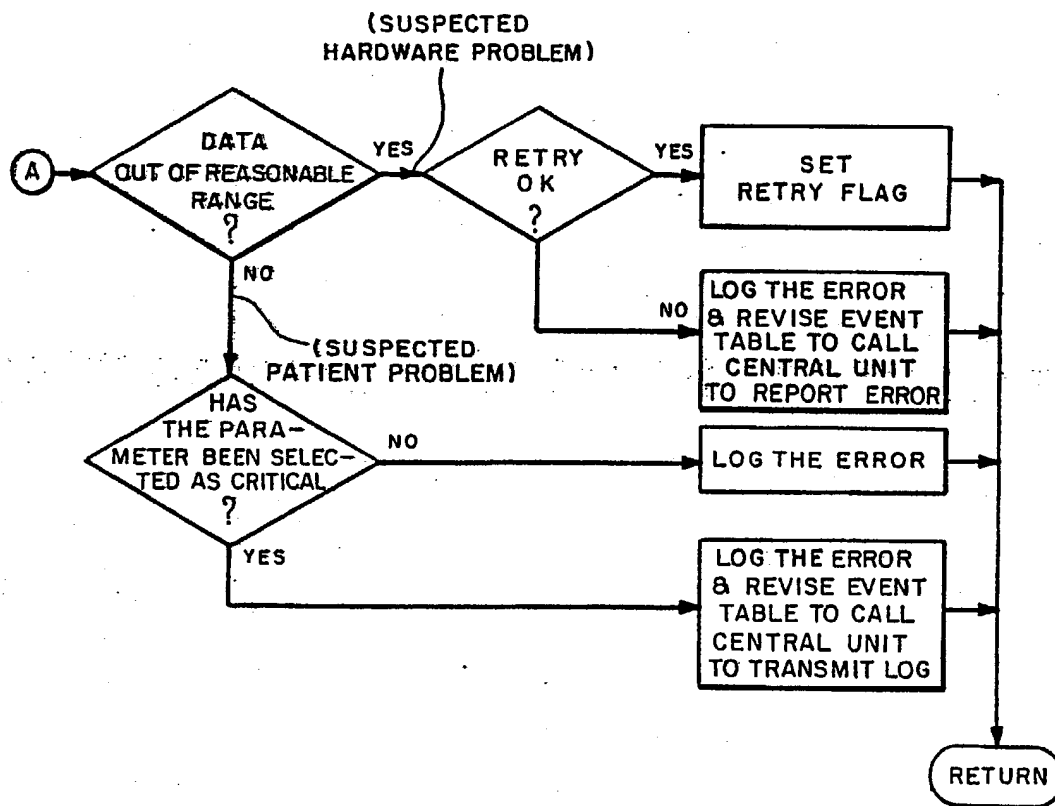 (SUSPECTED
HARDWARE PROBLEM)
A
DATA
OUT OF REASONABLE
RANGE
?
YES
RETRY
OK
?
YES
SET
RETRY FLAG
NO
NO
LOG THE ERROR
& REVISE EVENT
TABLE TO CALL
CENTRAL UNIT
TO REPORT ERROR
(SUSPECTED
PATIENT PROBLEM)
HAS
THE PARA-
METER BEEN SELEC-
TED AS CRITICAL
?
NO
LOG THE ERROR
YES
LOG THE ERROR
& REVISE EVENT
TABLE TO CALL
CENTRAL UNIT
TO TRANSMIT LOG
RETURN